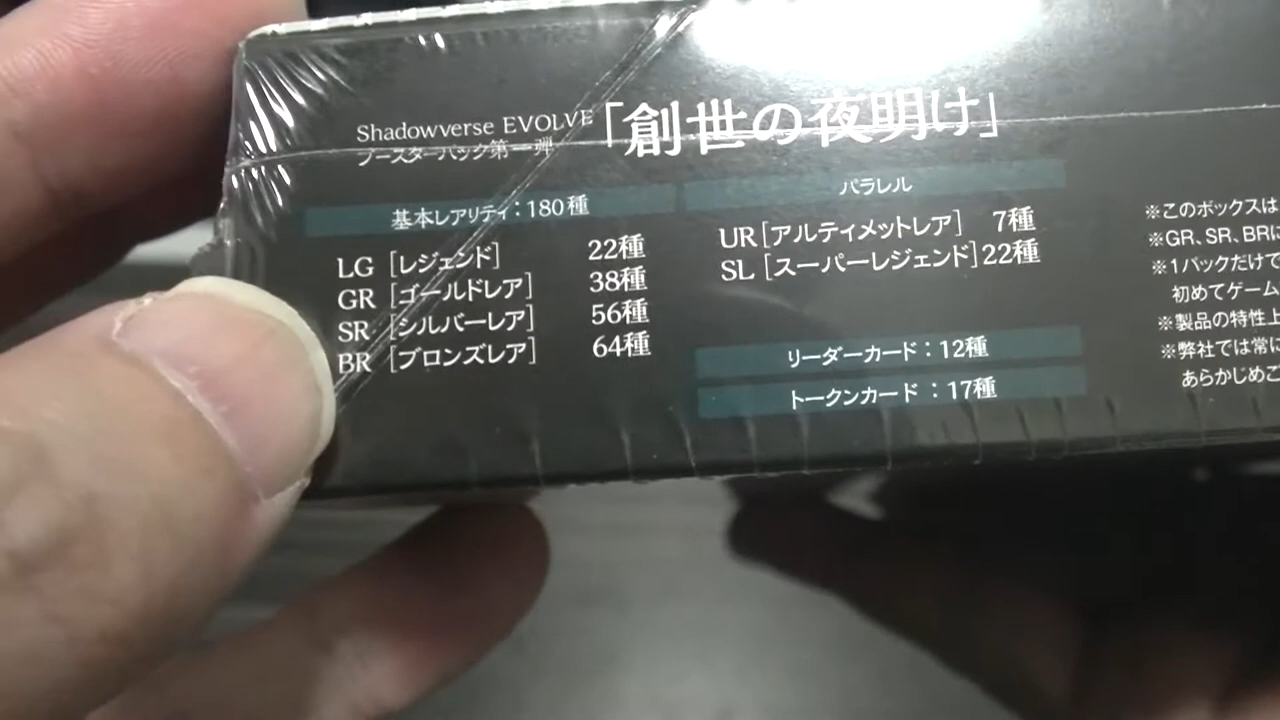 Shadowverse EVOLVE
ブースターパック第一弾
「創世の夜明け」
基本レアリティ：180種
LG [レジェンド] 22種
GR [ゴールドレア] 38種
SR [シルバーレア] 56種
BR [ブロンズレア] 64種
パラレル
UR [アルティメットレア] 7種
SL [スーパーレジェンド] 22種
リーダーカード：12種
トークンカード：17種
※このボックスは
※GR、SR、BRに
※1パックだけで
初めてゲーム
※製品の特性上
※弊社では常に
あらかじめご